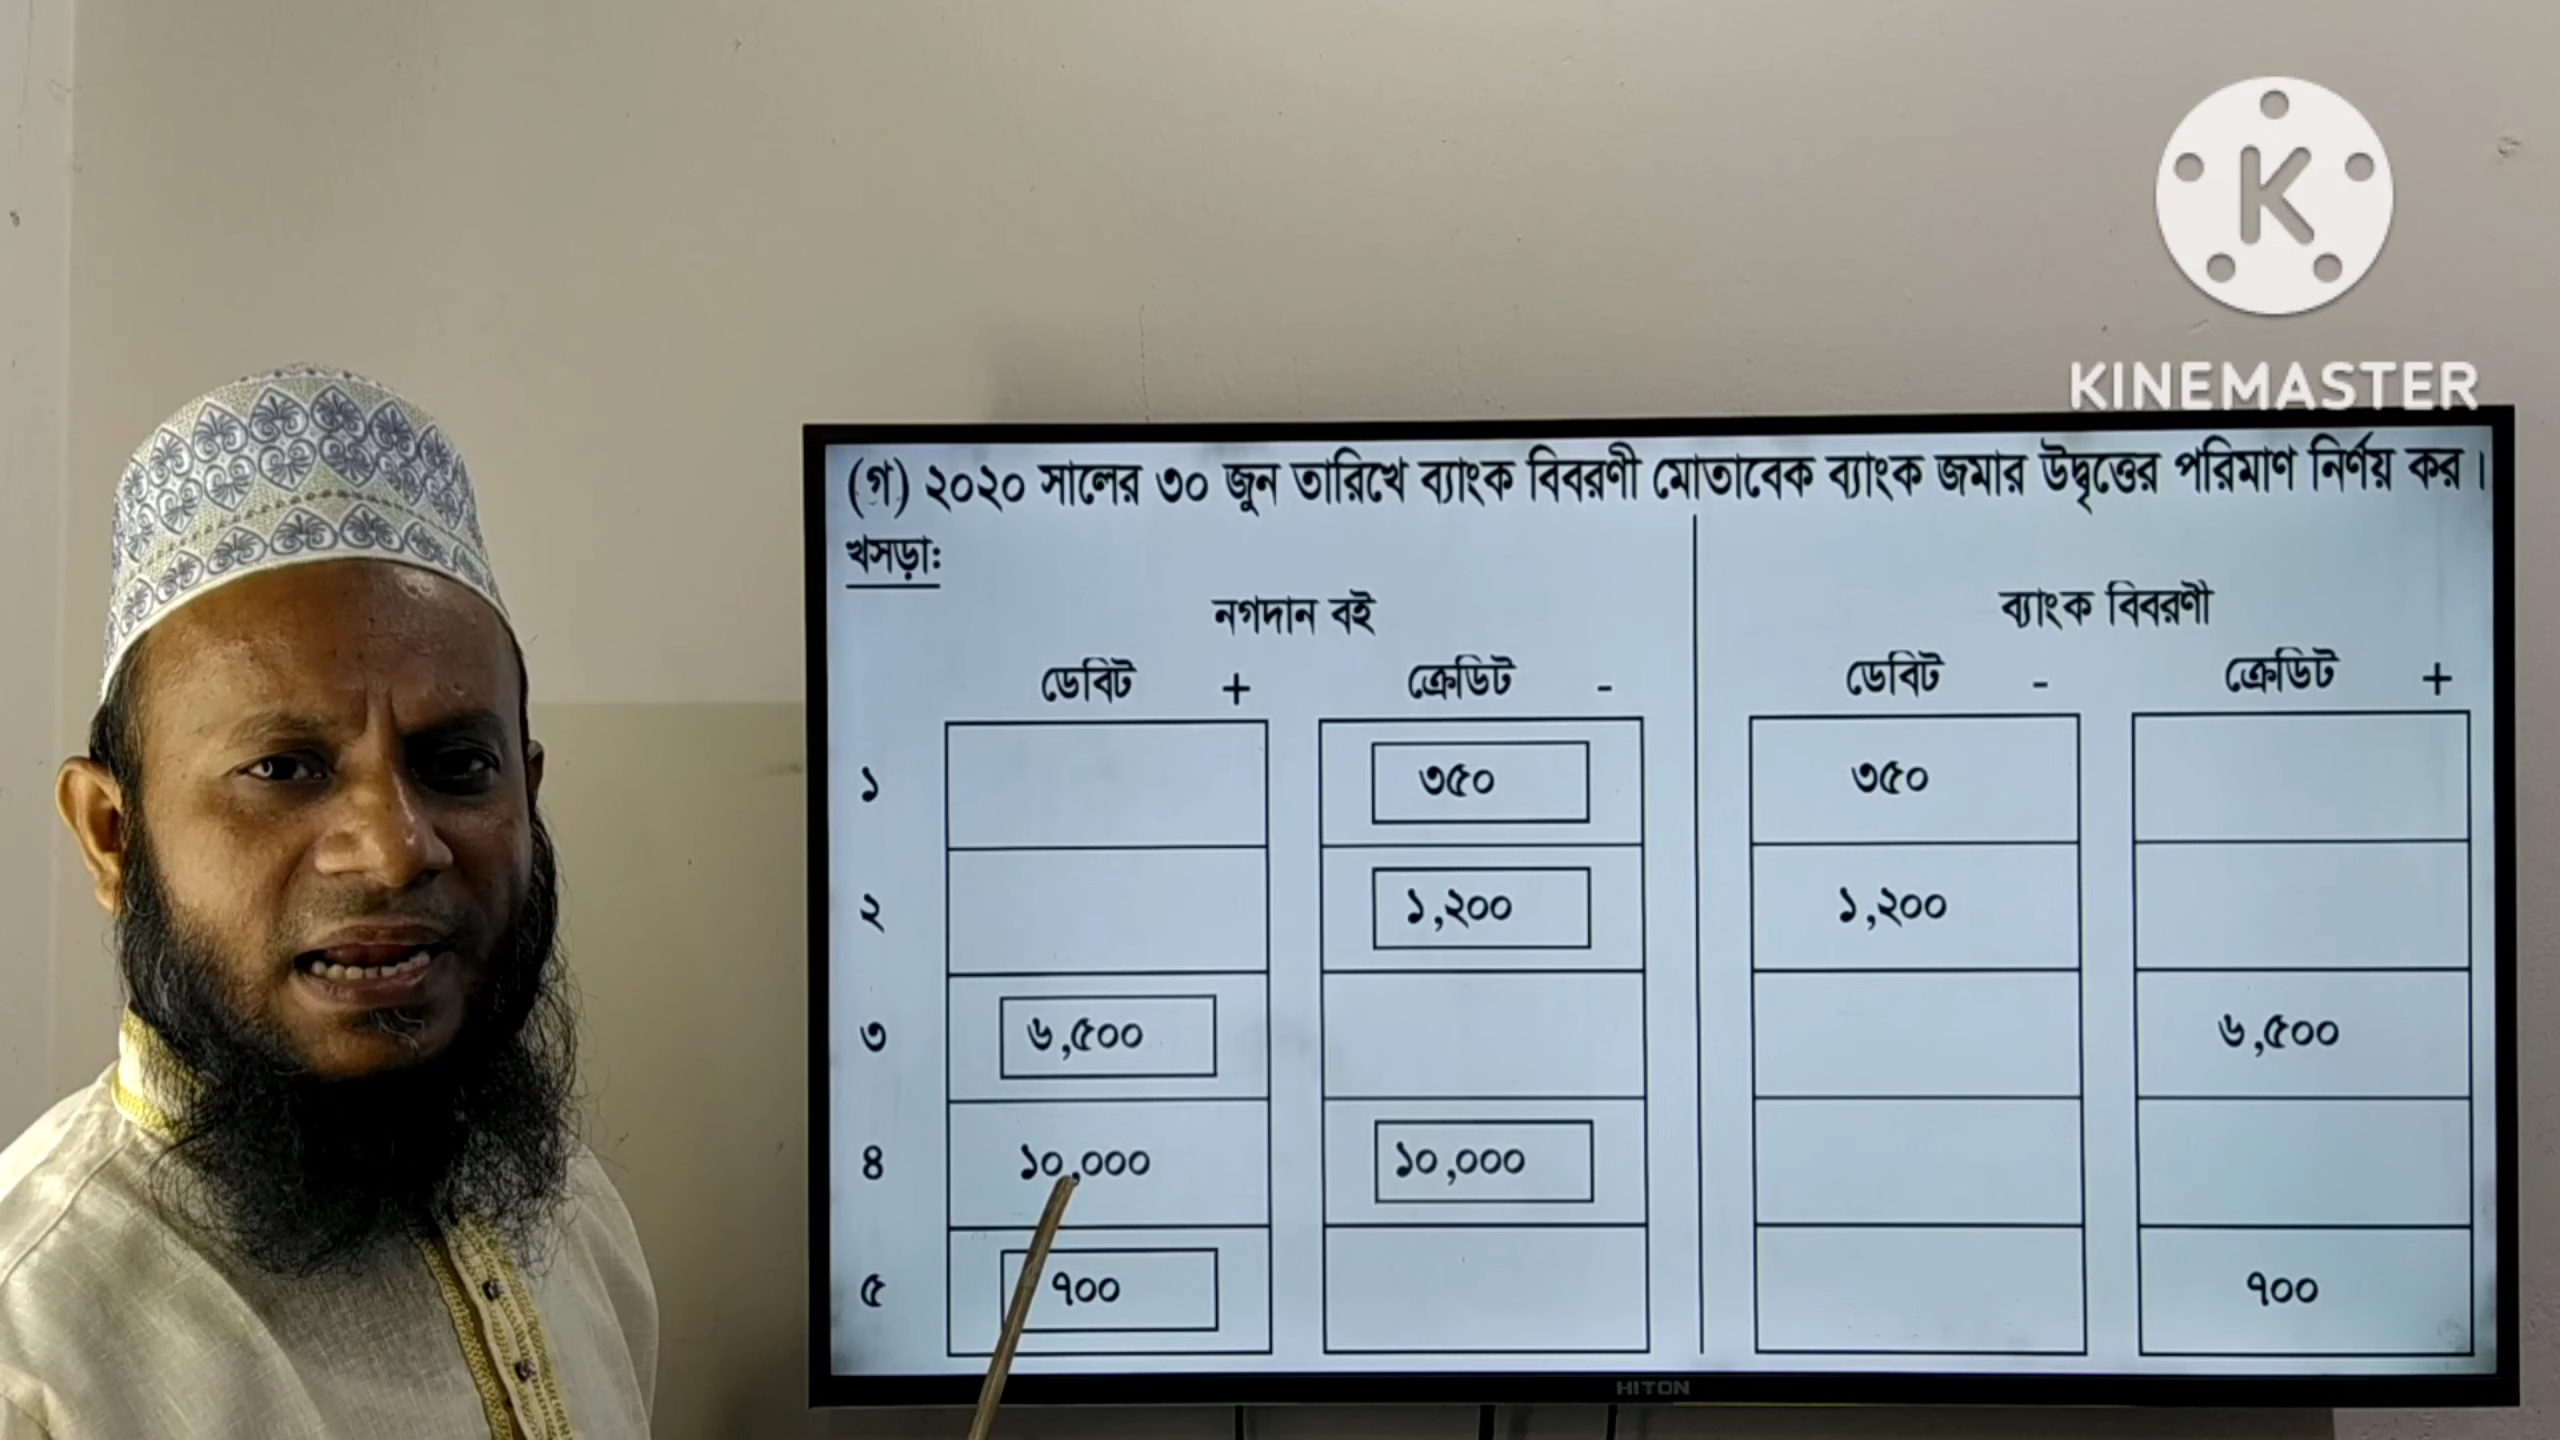 K
KINEMASTER
(গ) ২০২০ সালের ৩০ জুন তারিখে ব্যাংক বিবরণী মোতাবেক ব্যাংক জমার উদ্বৃত্তের পরিমাণ নির্ণয় কর।
খসড়াঃ
নগদান বই ব্যাংক বিবরণী
ডেবিট + ক্রেডিট - ডেবিট - ক্রেডিট +
১ ৩৫০ ৩৫০
২ ১,২০০ ১,২০০
৩ ৬,৫০০ ৬,৫০০
৪ ১০,০০০ ১০,০০০
৫ ৭০০ ৭০০
HITON